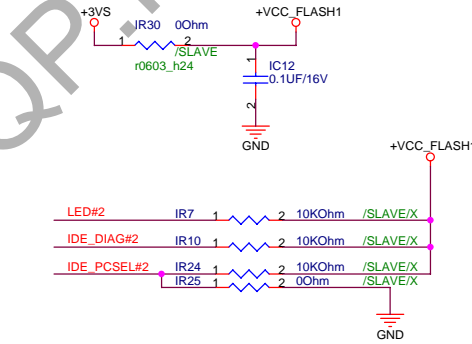 +3VS
+VCC_FLASH1
IR30 0Ohm
1 2
/SLAVE
r0603_h24
1
IC12
0.1UF/16V
2
GND
+VCC_FLASH1
LED#2 IR7 1 2 10KOhm /SLAVE/X
IDE_DIAG#2 IR10 1 2 10KOhm /SLAVE/X
IDE_PCSEL#2 IR24 1 2 10KOhm /SLAVE/X
IR25 1 2 0Ohm /SLAVE/X
GND